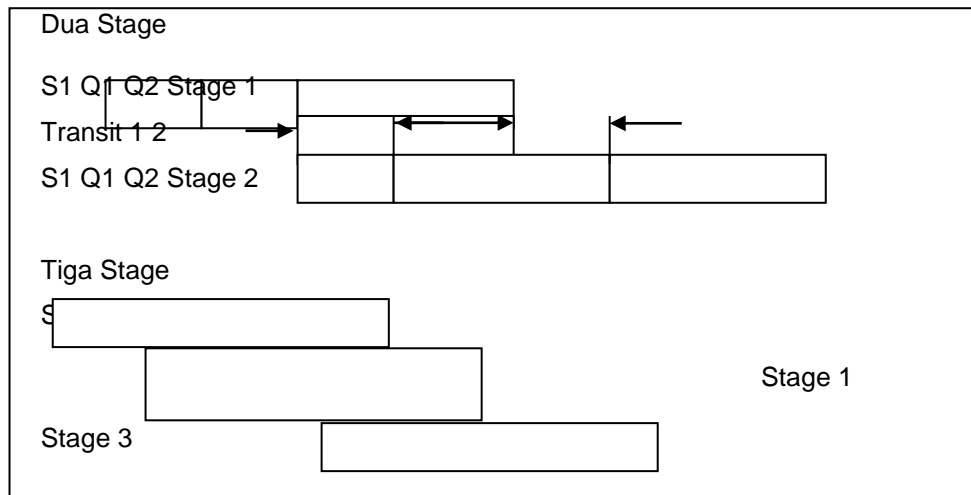 Dua Stage
S1 Q1 Q2 Stage 1
Transit 1 2
S1 Q1 Q2 Stage 2
Tiga Stage
Stage 1
Stage 3